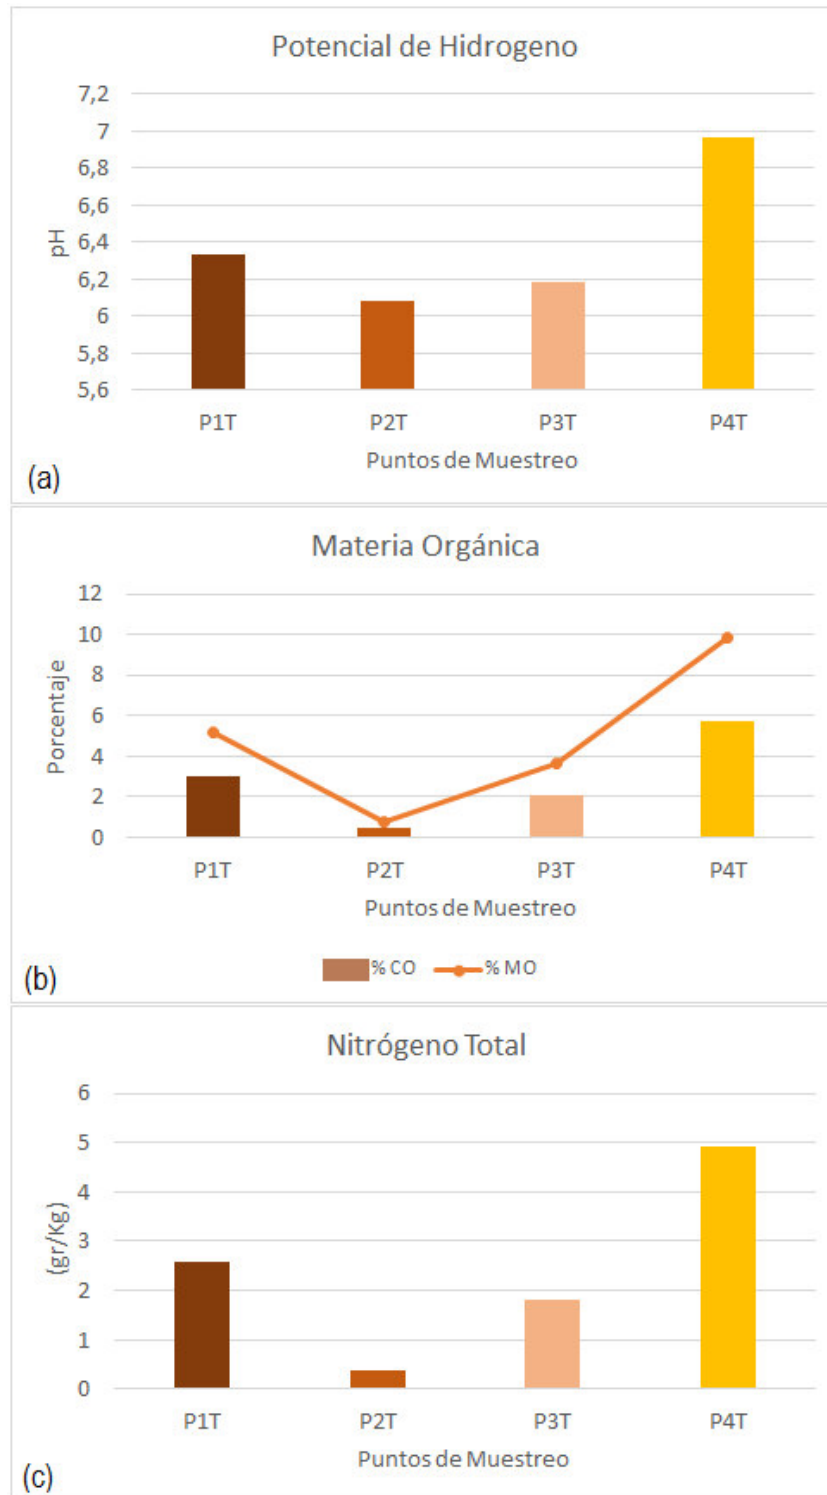 Potencial de Hidrogeno
7,2
7
6,8
6,6
6,4
6,2
6
5,8
5,6
pH
P1T P2T P3T P4T
Puntos de Muestreo
(a)
Materia Orgánica
12
10
8
6
4
2
0
Porcentaje
P1T P2T P3T P4T
Puntos de Muestreo
% CO % MO
(b)
Nitrógeno Total
6
5
4
3
2
1
0
(gr/Kg)
P1T P2T P3T P4T
Puntos de Muestreo
(c)